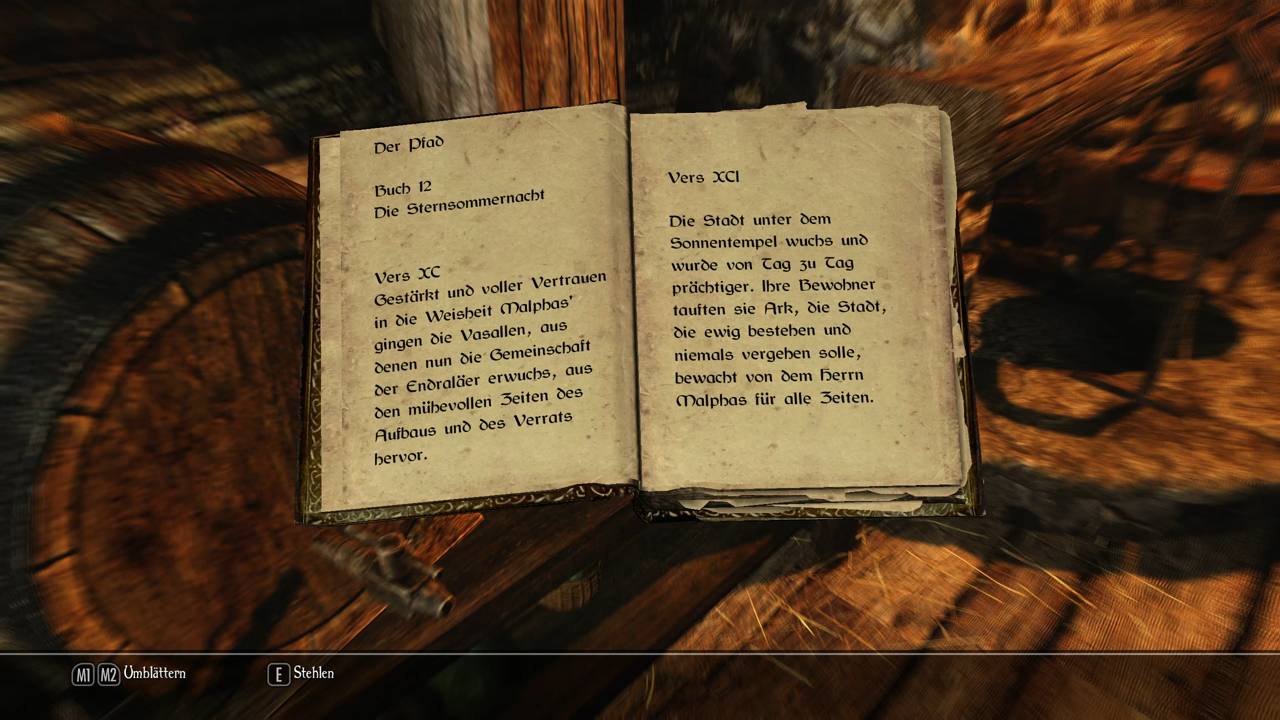 Der Pfad
Buch 12
Die Sternsommernacht
Vers XC
Gestärkt und voller Vertrauen
in die Weisheit Malphas'
gingen die Vasallen, aus
denen nun die Gemeinschaft
der Endraläer erwuchs, aus
den mühevollen Zeiten des
Aufbaus und des Verrats
hervor.
Vers XCI
Die Stadt unter dem
Sonnentempel wuchs und
wurde von Tag zu Tag
prächtiger. Ihre Bewohner
tauften sie Ark, die Stadt,
die ewig bestehen und
niemals vergehen solle,
bewacht von dem Herrn
Malphas für alle Zeiten.
M1 M2 Umblättern
E Stehlen